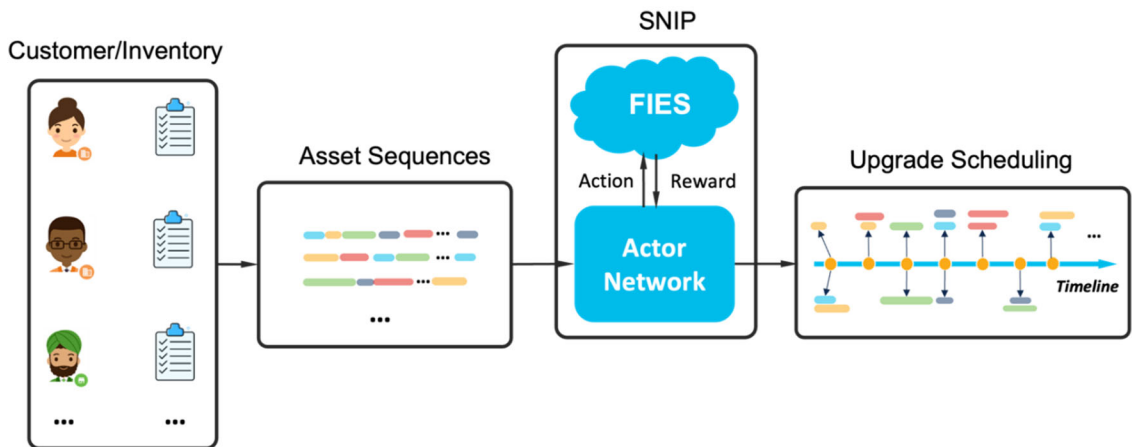 Customer/Inventory
...
...
Asset Sequences
...
...
...
...
SNIP
FIES
Action
Reward
Actor
Network
Upgrade Scheduling
...
Timeline